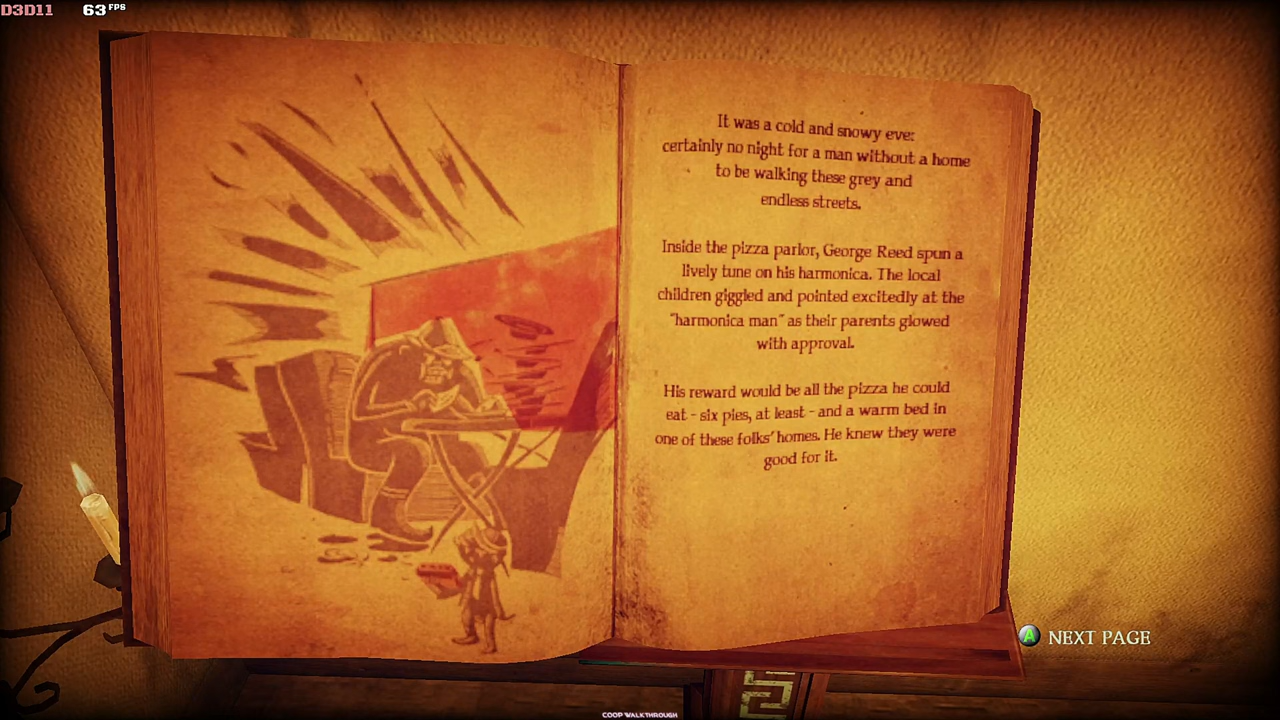 D3D11 63 FPS
It was a cold and snowy eve:
certainly no night for a man without a home
to be walking these grey and
endless streets.
Inside the pizza parlor, George Reed spun a
lively tune on his harmonica. The local
children giggled and pointed excitedly at the
"harmonica man" as their parents glowed
with approval.
His reward would be all the pizza he could
eat - six pies, at least - and a warm bed in
one of these folks' homes. He knew they were
good for it.
A NEXT PAGE
COOP WALKTHROUGH